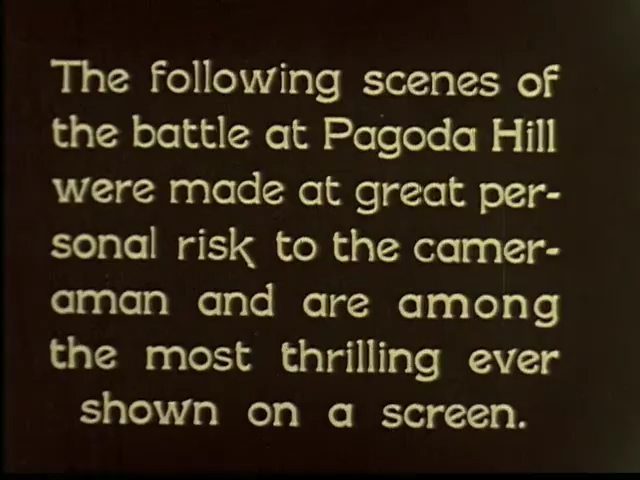 The following scenes of
the battle at Pagoda Hill
were made at great per-
sonal risk to the camer-
aman and are among
the most thrilling ever
shown on a screen.